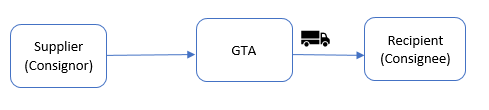 Supplier
(Consignor)
GTA
Recipient
(Consignee)